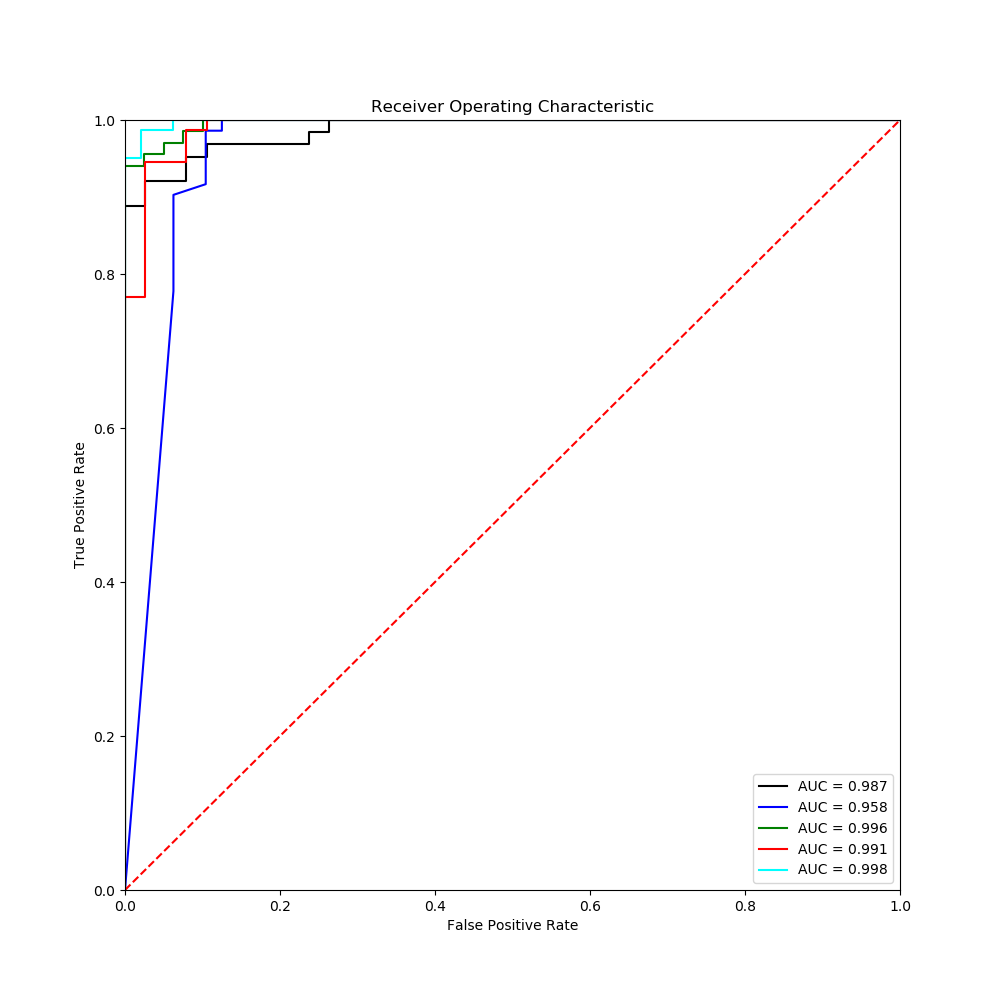 Receiver Operating Characteristic
1.0
0.8
0.6
0.4
0.2
0.0
True Positive Rate
0.0 0.2 0.4 0.6 0.8 1.0
False Positive Rate
AUC = 0.987
AUC = 0.958
AUC = 0.996
AUC = 0.991
AUC = 0.998